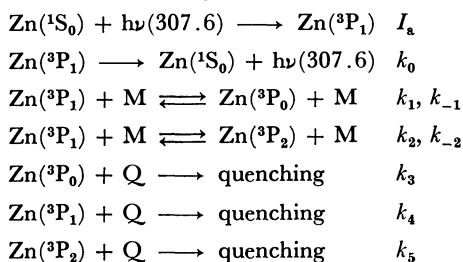 Zn(¹S₀) + hν(307.6) ⟶ Zn(³P₁) Iₐ
Zn(³P₁) ⟶ Zn(¹S₀) + hν(307.6) k₀
Zn(³P₁) + M ⇄ Zn(³P₀) + M k₁, k₋₁
Zn(³P₁) + M ⇄ Zn(³P₂) + M k₂, k₋₂
Zn(³P₀) + Q ⟶ quenching k₃
Zn(³P₁) + Q ⟶ quenching k₄
Zn(³P₂) + Q ⟶ quenching k₅